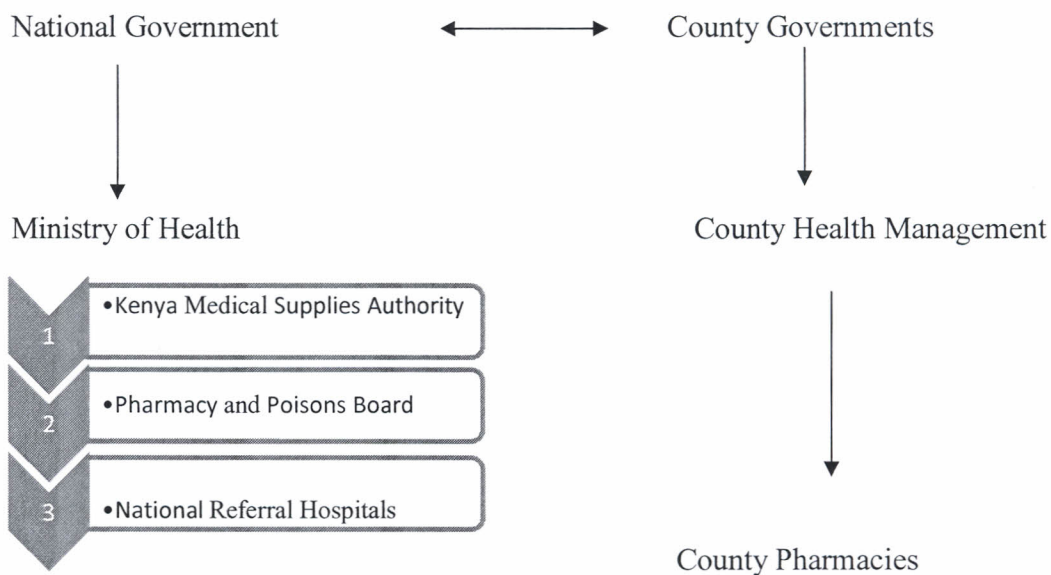 National Government County Governments
Ministry of Health County Health Management
1 •Kenya Medical Supplies Authority
2 •Pharmacy and Poisons Board
3 •National Referral Hospitals
County Pharmacies